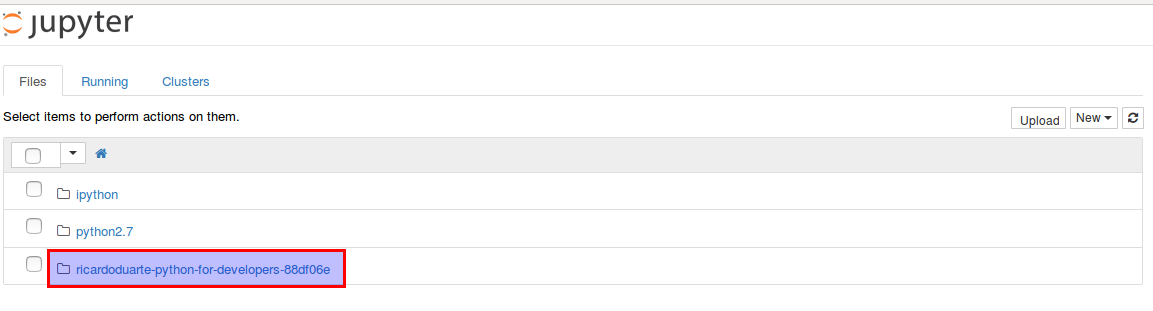 jupyter
Files Running Clusters
Select items to perform actions on them.
Upload New
ipython
python2.7
ricardoduarte-python-for-developers-88df06e